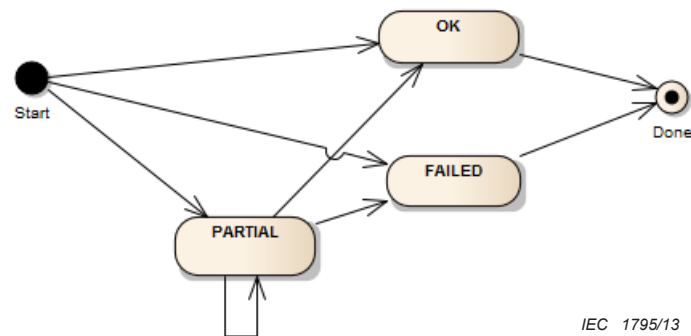 OK
Start
Done
FAILED
PARTIAL
IEC 1795/13